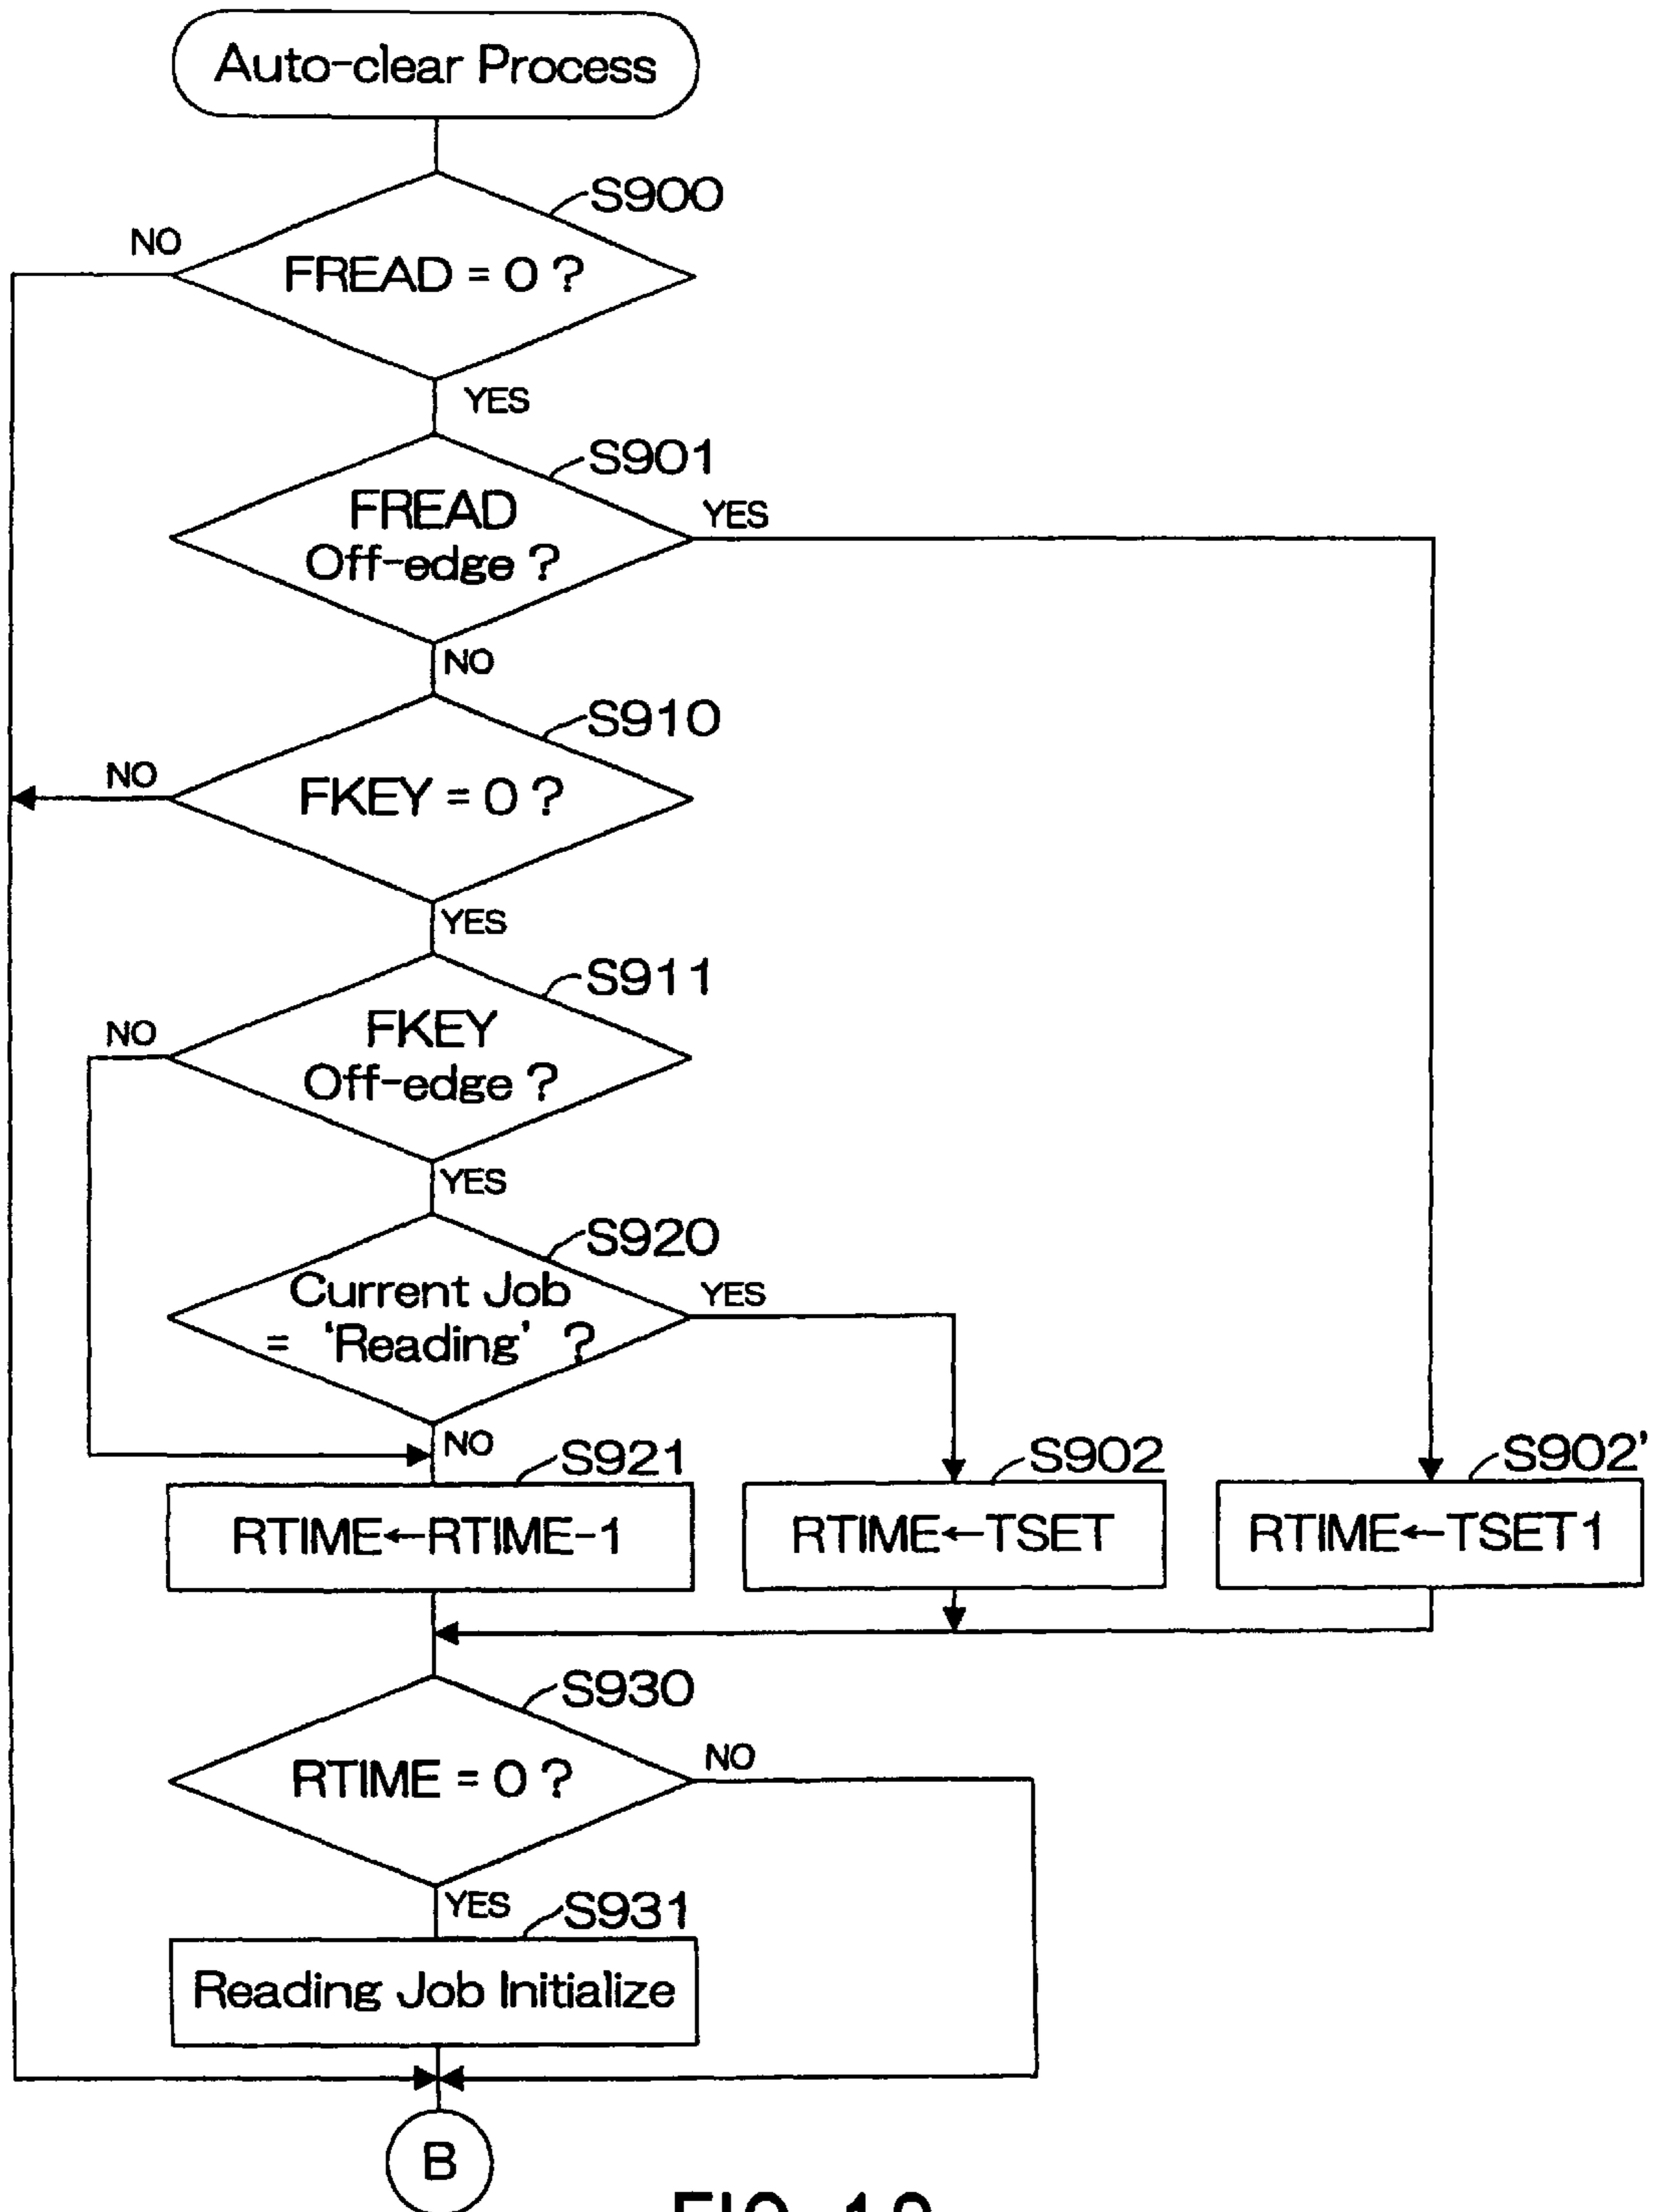 Auto-clear Process
S900
NO
FREAD = 0 ?
YES
S901
FREAD
Off-edge ?
YES
NO
S910
NO
FKEY = 0 ?
YES
S911
NO
FKEY
Off-edge ?
YES
S920
Current Job
= 'Reading' ?
YES
NO
S921
S902
S902'
RTIME←RTIME-1
RTIME←TSET
RTIME←TSET1
S930
RTIME = 0 ?
NO
YES
S931
Reading Job Initialize
B